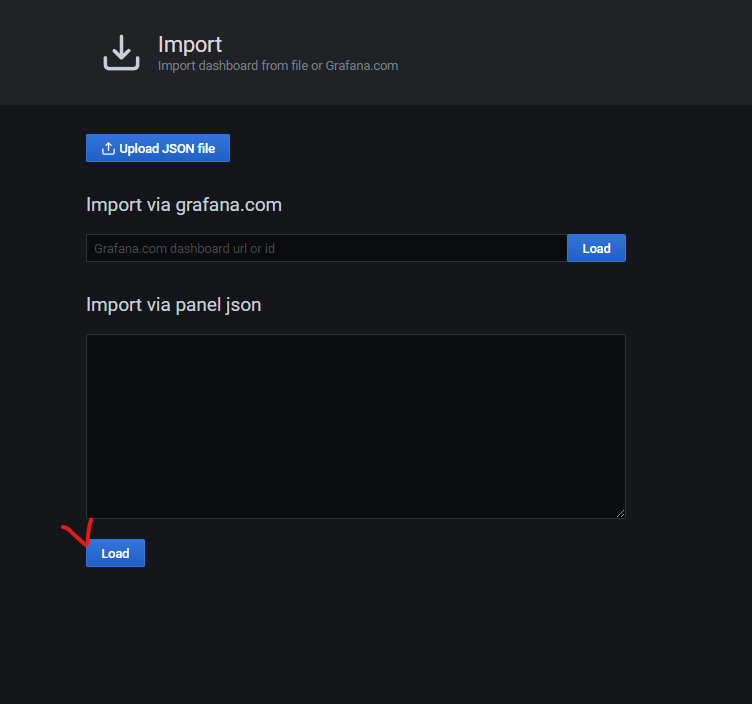 Import
Import dashboard from file or Grafana.com
Upload JSON file
Import via grafana.com
Grafana.com dashboard url or id
Load
Import via panel json
Load